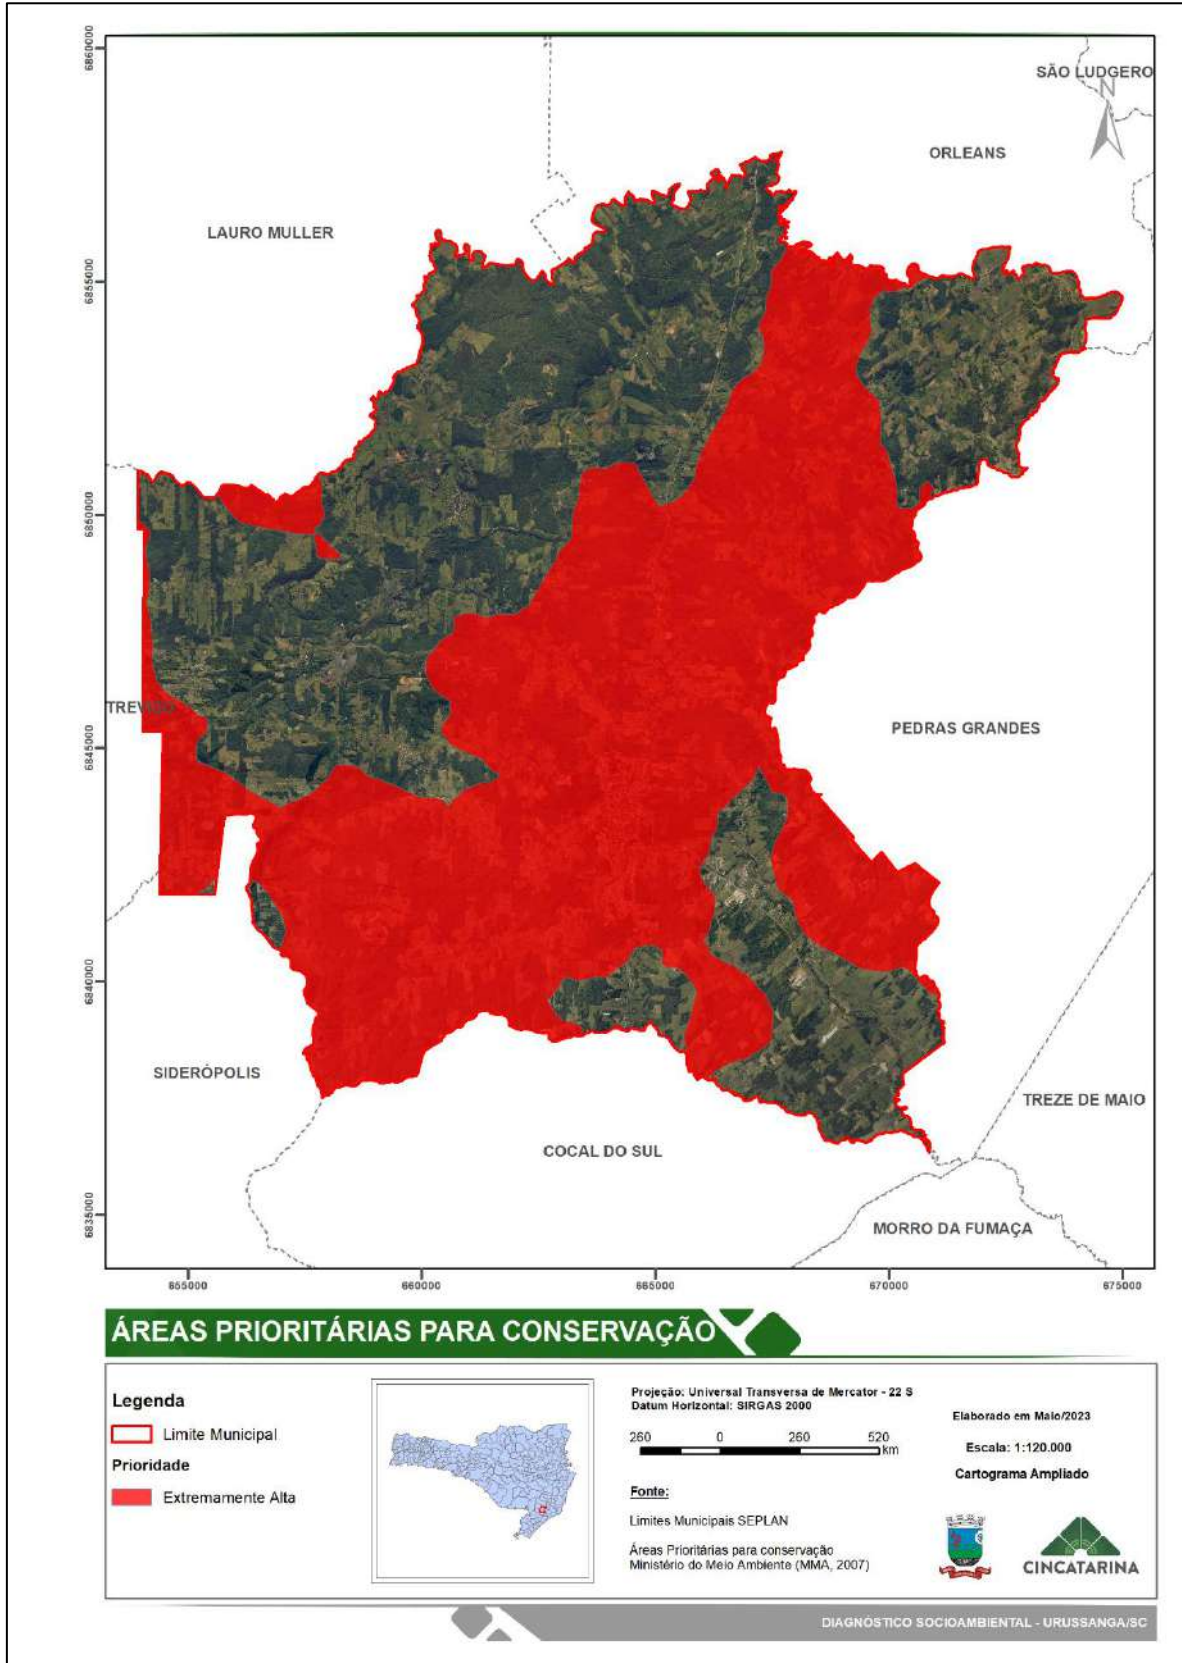 SÃO LUDGERO
N
ORLEANS
LAURO MULLER
PEDRAS GRANDES
SIDERÓPOLIS
TREZE DE MAIO
COCAL DO SUL
MORRO DA FUMAÇA
6860000
6855000
6850000
6845000
6840000
6835000
655000 660000 665000 670000 675000
ÁREAS PRIORITÁRIAS PARA CONSERVAÇÃO
Legenda
Limite Municipal
Prioridade
Extremamente Alta
Projeção: Universal Transversa de Mercator - 22 S
Datum Horizontal: SIRGAS 2000
260 0 260 520
km
Fonte:
Limites Municipais SEPLAN
Áreas Prioritárias para conservação
Ministério do Meio Ambiente (MMA, 2007)
Elaborado em Maio/2023
Escala: 1:120.000
Cartograma Ampliado
CINCATARINA
DIAGNÓSTICO SOCIOAMBIENTAL - URUSSANGA/SC